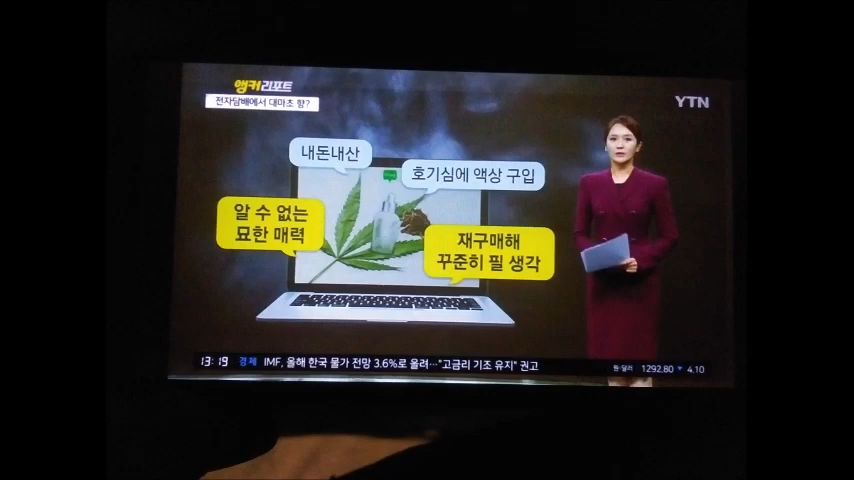 앵커리포트
전자담배에서 대마초 향?
YTN
내돈내산
호기심에 액상 구입
알 수 없는
묘한 매력
재구매해
꾸준히 필 생각
13:19 경제 IMF, 올해 한국 물가 전망 3.6%로 올려…"고금리 기조 유지" 권고
원·달러 1292.80 ▼ 4.10